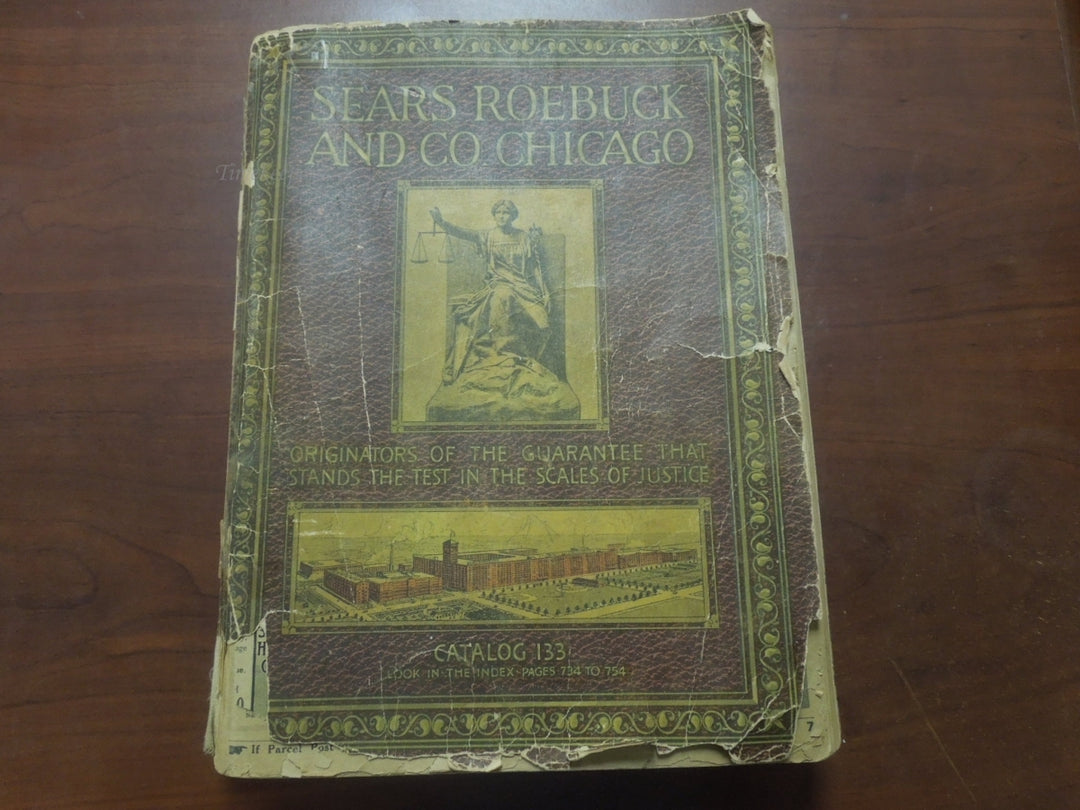 SEARS ROEBUCK
AND CO CHICAGO
ORIGINATORS OF THE GUARANTEE THAT
STANDS THE TEST IN THE SCALES OF JUSTICE
CATALOG 133
LOOK IN THE INDEX · PAGES 734 TO 754
7
If Parcel Post